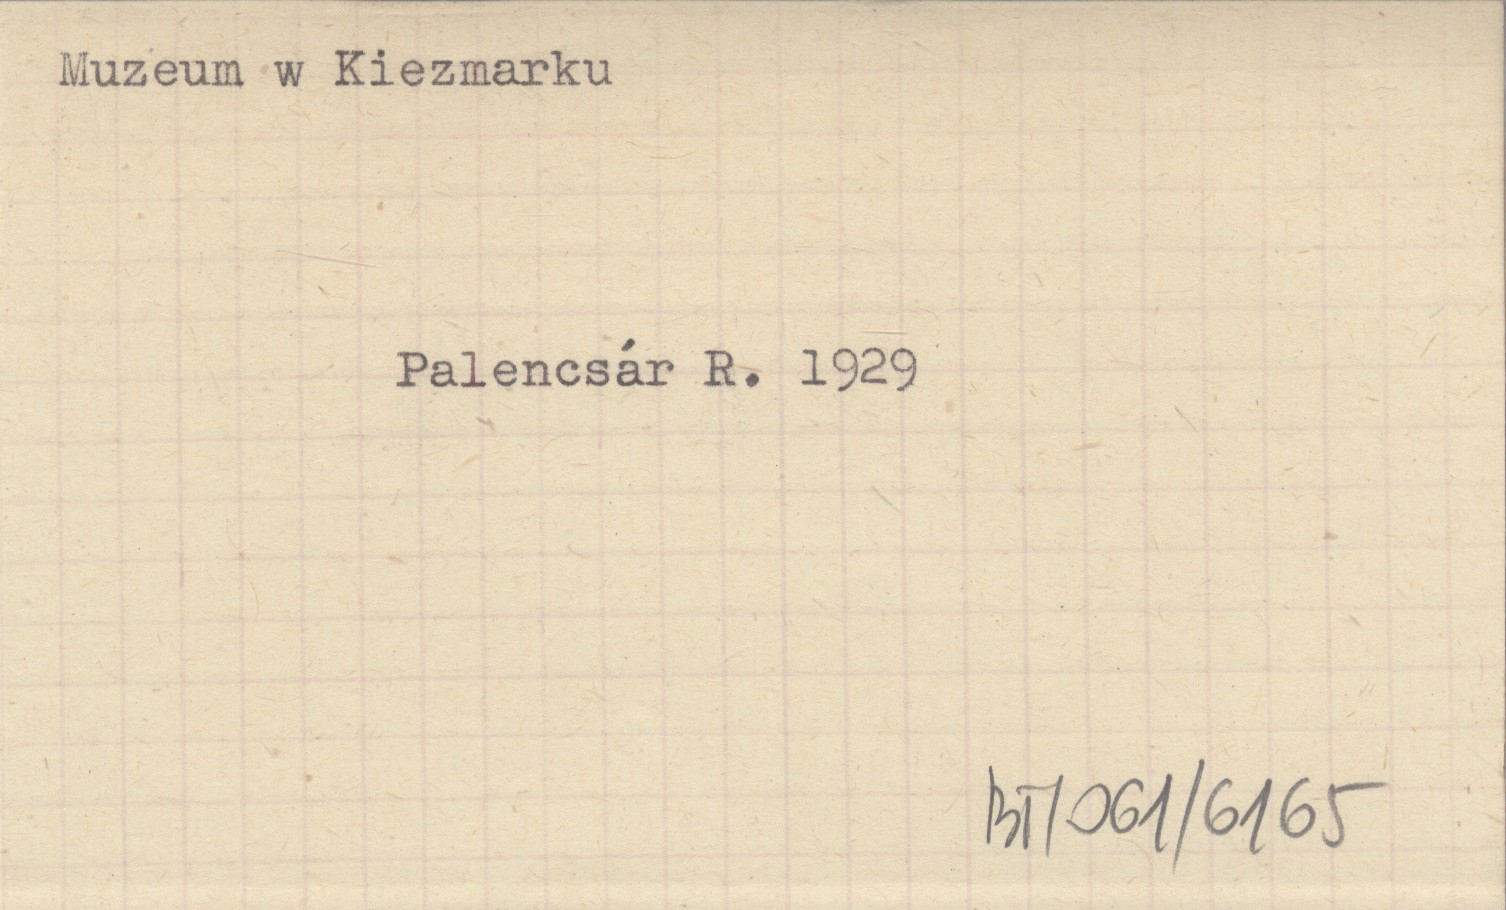 Muzeum w Kiezmarku
Palencsár R. 1929
BT/061/6165